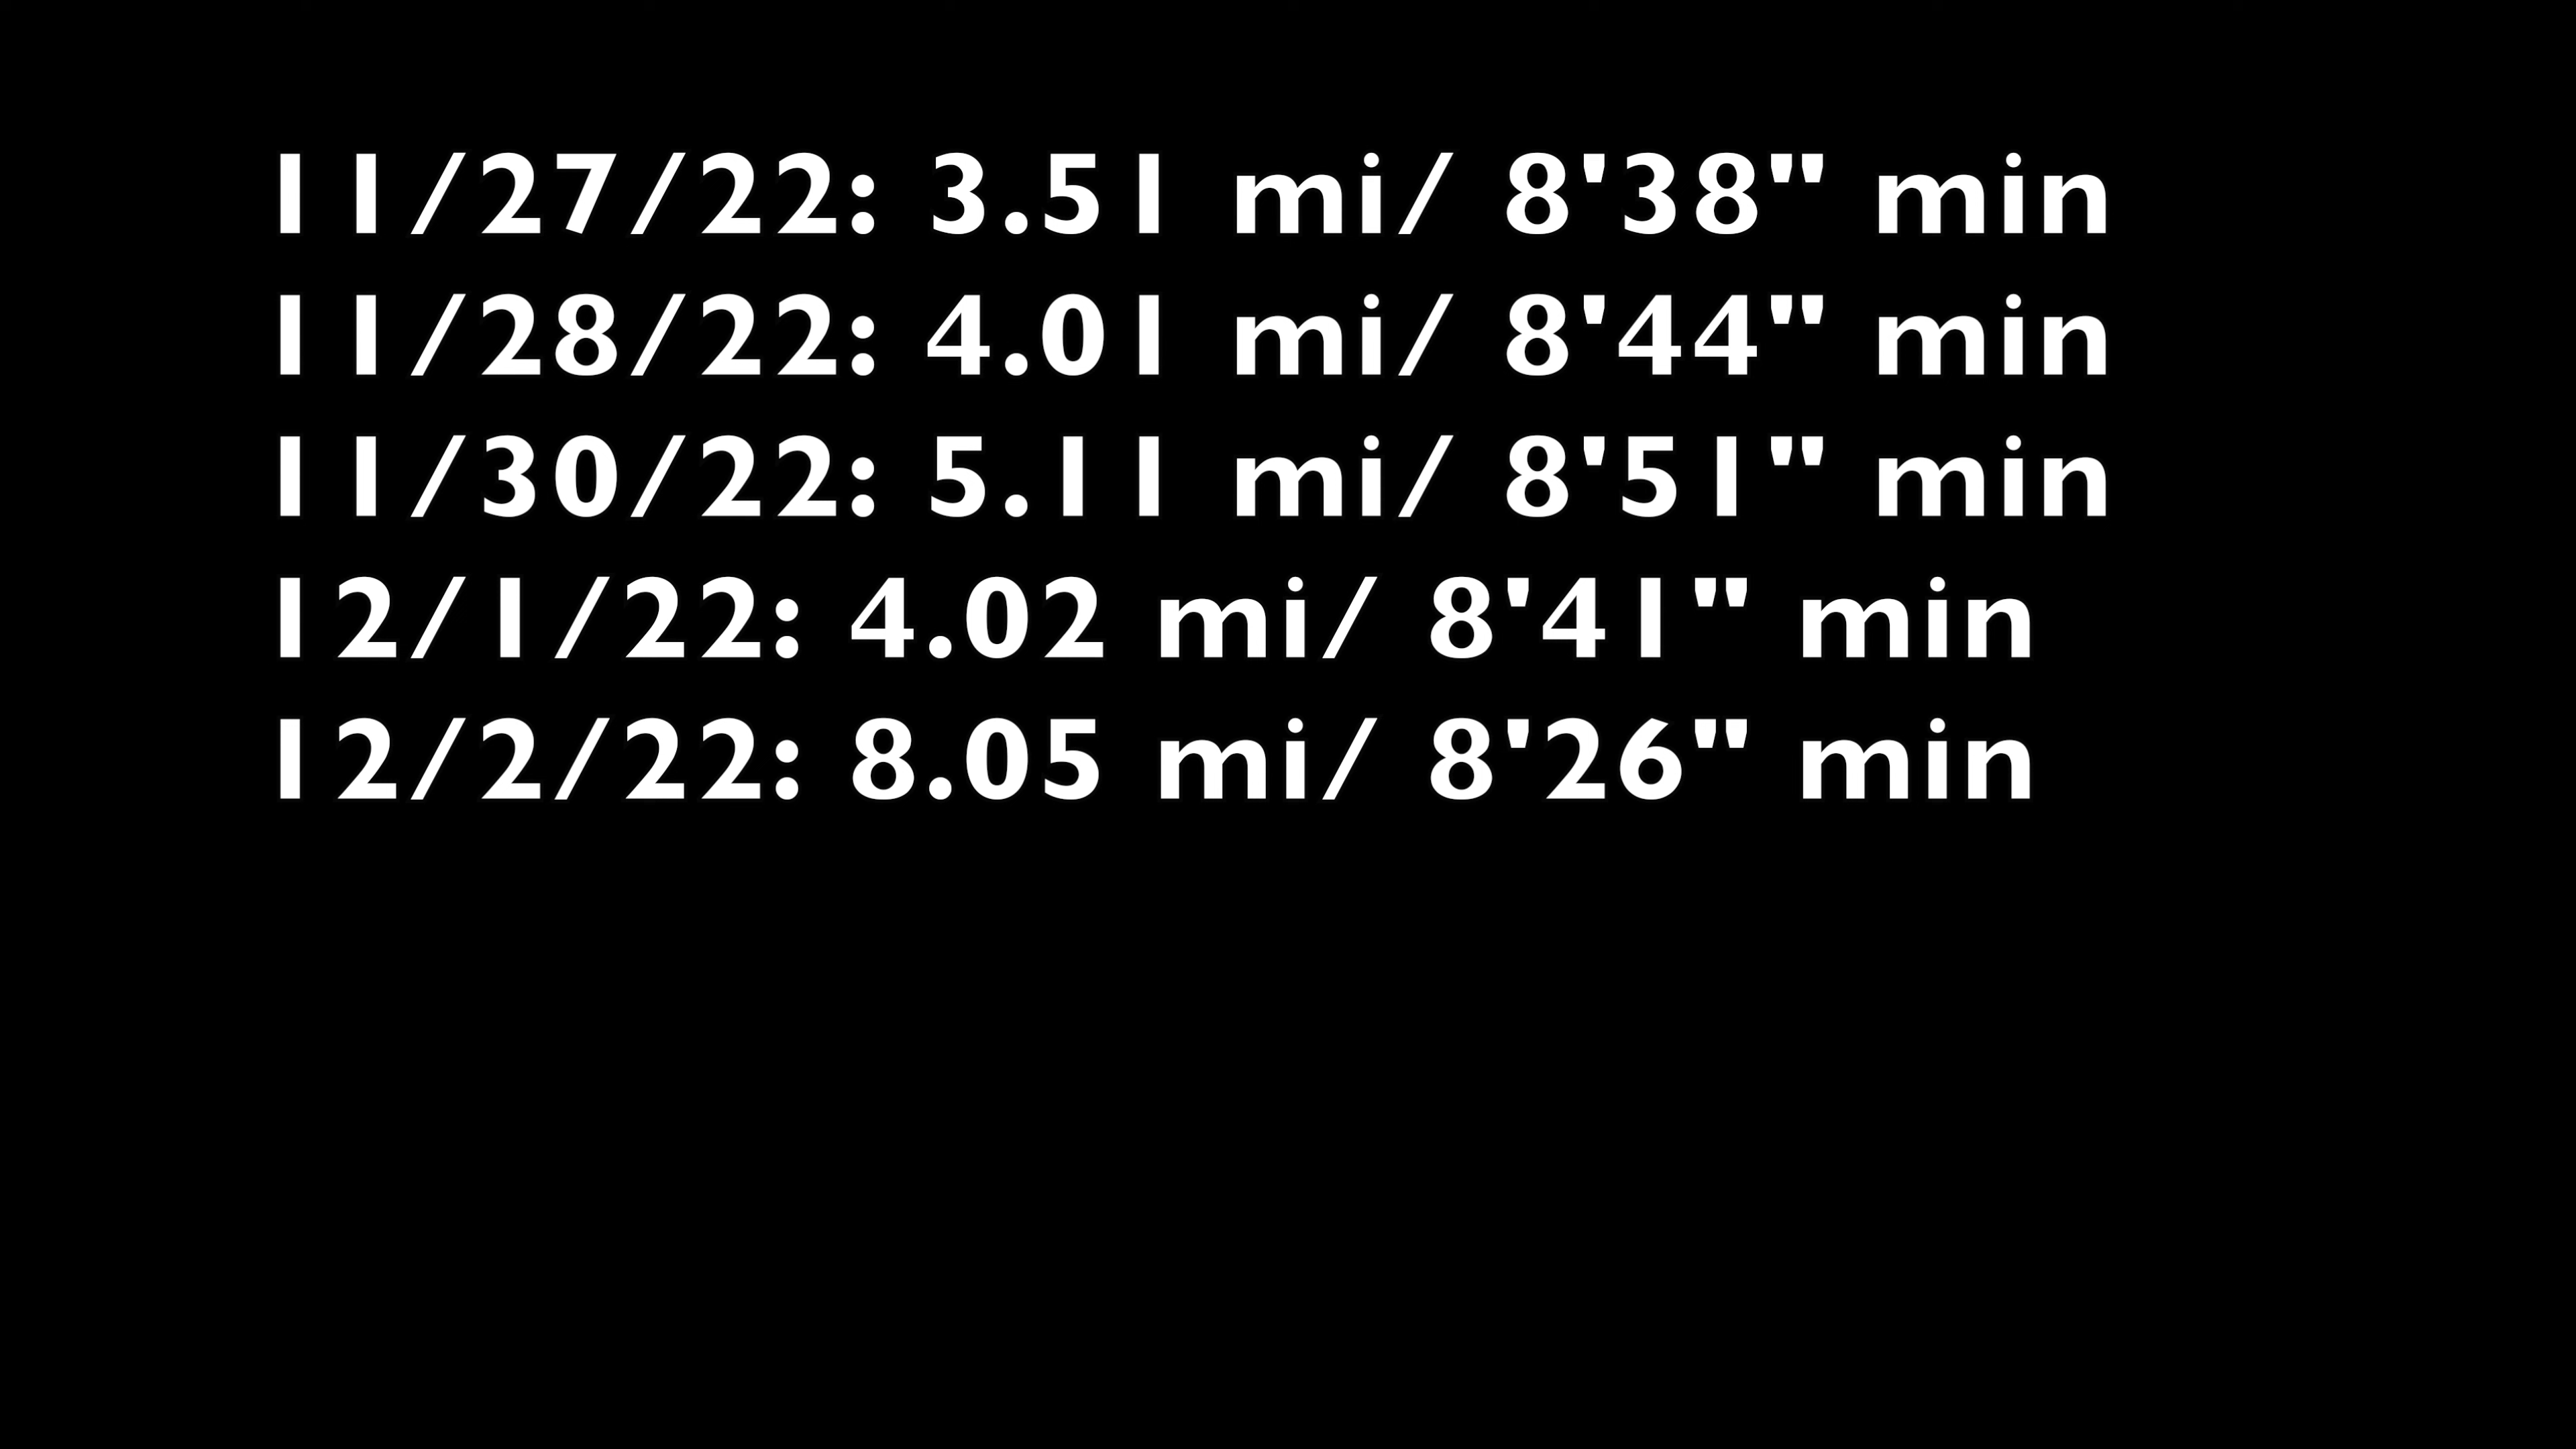 11/27/22: 3.51 mi/ 8'38" min
11/28/22: 4.01 mi/ 8'44" min
11/30/22: 5.11 mi/ 8'51" min
12/1/22: 4.02 mi/ 8'41" min
12/2/22: 8.05 mi/ 8'26" min